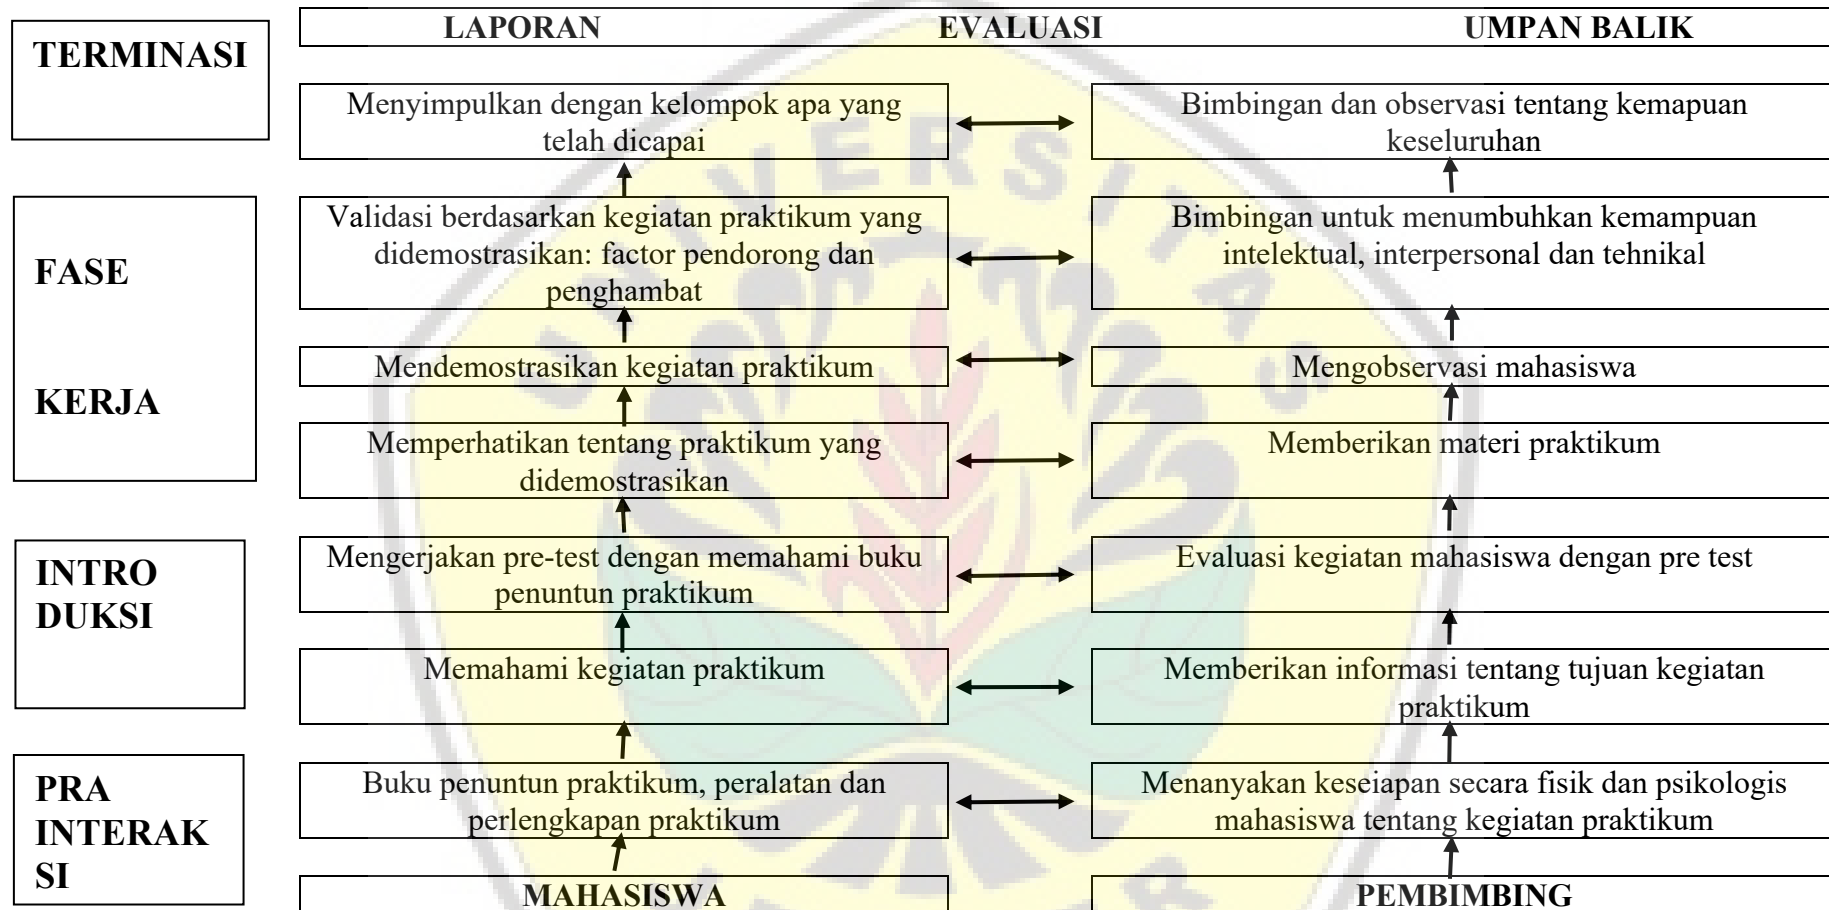 LAPORAN EVALUASI UMPAN BALIK
TERMINASI
Menyimpulkan dengan kelompok apa yang
telah dicapai
Bimbingan dan observasi tentang kemapuan
keseluruhan
FASE
KERJA
Validasi berdasarkan kegiatan praktikum yang
didemostrasikan: factor pendorong dan
penghambat
Bimbingan untuk menumbuhkan kemampuan
intelektual, interpersonal dan tehnikal
Mendemostrasikan kegiatan praktikum
Mengobservasi mahasiswa
Memperhatikan tentang praktikum yang
didemostrasikan
Memberikan materi praktikum
INTRO
DUKSI
Mengerjakan pre-test dengan memahami buku
penuntun praktikum
Evaluasi kegiatan mahasiswa dengan pre test
Memahami kegiatan praktikum
Memberikan informasi tentang tujuan kegiatan
praktikum
PRA
INTERAK
SI
Buku penuntun praktikum, peralatan dan
perlengkapan praktikum
Menanyakan keseiapan secara fisik dan psikologis
mahasiswa tentang kegiatan praktikum
MAHASISWA
PEMBIMBING
UNIVERSITAS